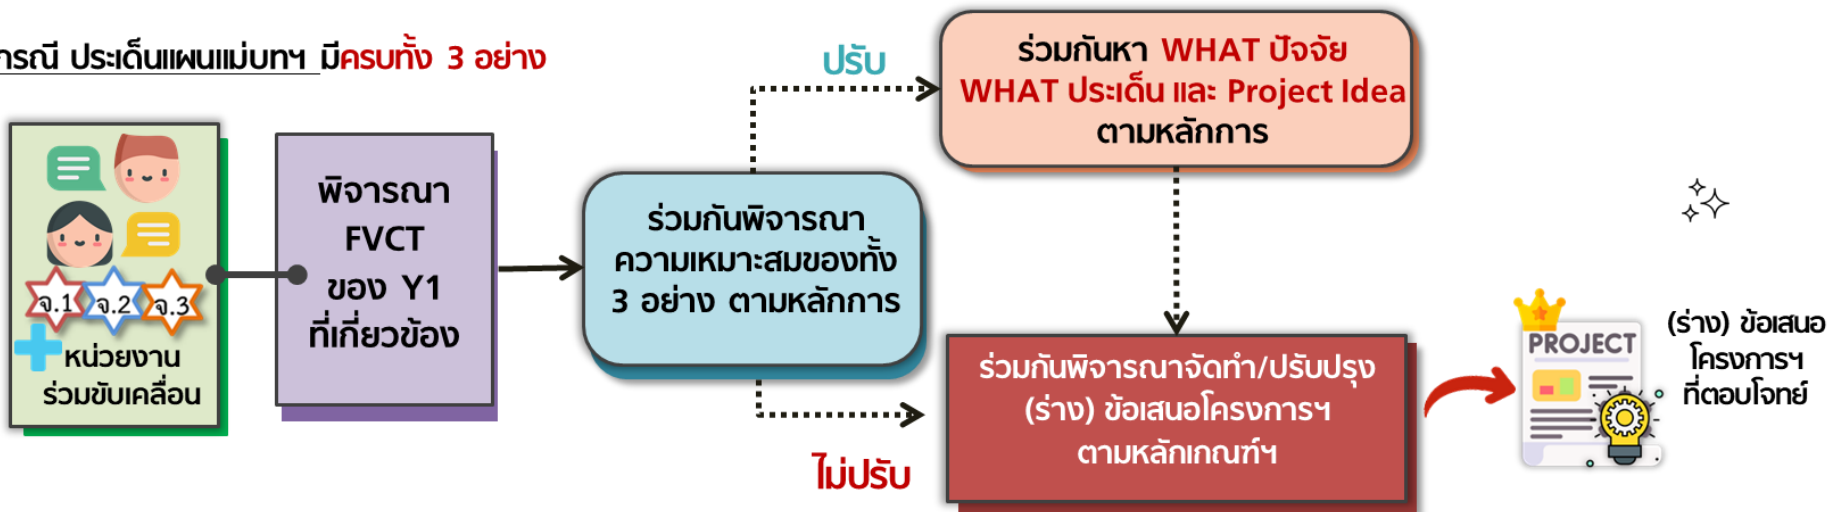 กรณี ประเด็นแผนแม่บทฯ มีครบทั้ง 3 อย่าง
จ.1 จ.2 จ.3
หน่วยงาน
ร่วมขับเคลื่อน
พิจารณา
FVCT
ของ Y1
ที่เกี่ยวข้อง
ร่วมกันพิจารณา
ความเหมาะสมของทั้ง
3 อย่าง ตามหลักการ
ปรับ
ร่วมกันหา WHAT ปัจจัย
WHAT ประเด็น และ Project Idea
ตามหลักการ
ไม่ปรับ
ร่วมกันพิจารณาจัดทำ/ปรับปรุง
(ร่าง) ข้อเสนอโครงการฯ
ตามหลักเกณฑ์ฯ
PROJECT
(ร่าง) ข้อเสนอ
โครงการฯ
ที่ตอบโจทย์